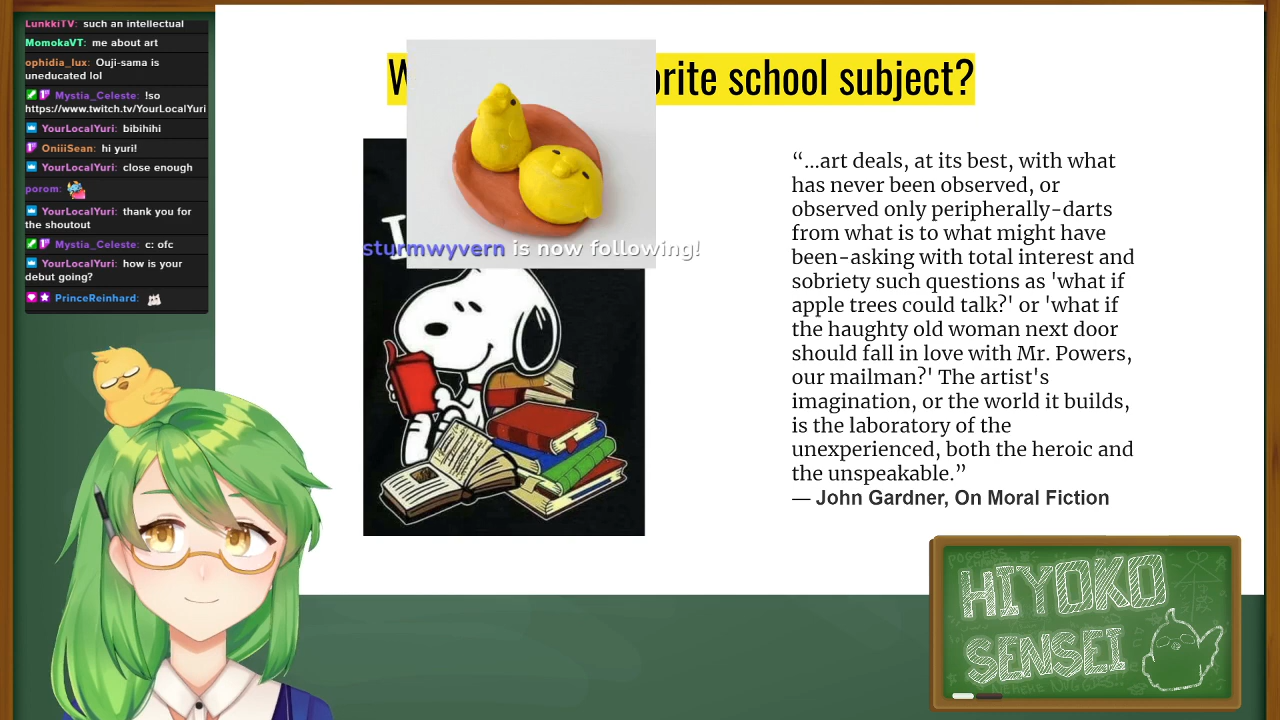 LunkkiTV: such an intellectual
MomokaVT: me about art
ophidia_lux: Ouji-sama is
uneducated lol
Mystia_Celeste: !so
https://www.twitch.tv/YourLocalYuri
YourLocalYuri: bibihihi
OniiiSean: hi yuri!
YourLocalYuri: close enough
porom:
YourLocalYuri: thank you for
the shoutout
Mystia_Celeste: c: ofc
YourLocalYuri: how is your
debut going?
PrinceReinhard:
school subject?
sturmwyvern is now following!
“...art deals, at its best, with what
has never been observed, or
observed only peripherally-darts
from what is to what might have
been-asking with total interest and
sobriety such questions as 'what if
apple trees could talk?' or 'what if
the haughty old woman next door
should fall in love with Mr. Powers,
our mailman?' The artist's
imagination, or the world it builds,
is the laboratory of the
unexperienced, both the heroic and
the unspeakable.”
— John Gardner, On Moral Fiction
HIYOKO
SENSEI